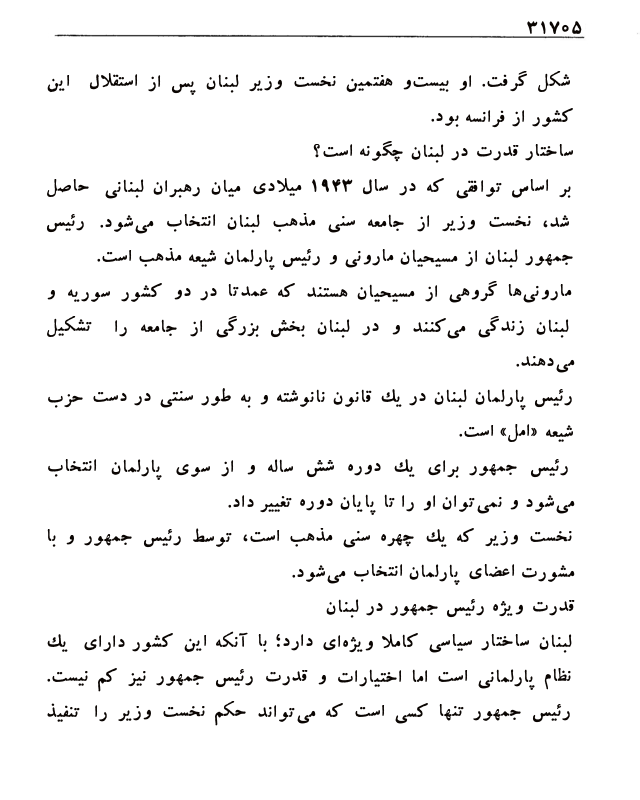 ۳۱۷۰۵
شکل گرفت. او بیست‌و هفتمین نخست وزیر لبنان پس از استقلال این
کشور از فرانسه بود.
ساختار قدرت در لبنان چگونه است؟
بر اساس توافقی که در سال ۱۹۴۳ میلادی میان رهبران لبنانی حاصل
شد، نخست وزیر از جامعه سنی مذهب لبنان انتخاب می‌شود. رئیس
جمهور لبنان از مسیحیان مارونی و رئیس پارلمان شیعه مذهب است.
مارونی‌ها گروهی از مسیحیان هستند که عمدتا در دو کشور سوریه و
لبنان زندگی می‌کنند و در لبنان بخش بزرگی از جامعه را تشکیل
می‌دهند.
رئیس پارلمان لبنان در یك قانون نانوشته و به طور سنتی در دست حزب
شیعه «امل» است.
رئیس جمهور برای یك دوره شش ساله و از سوی پارلمان انتخاب
می‌شود و نمی‌توان او را تا پایان دوره تغییر داد.
نخست وزیر که یك چهره سنی مذهب است، توسط رئیس جمهور و با
مشورت اعضای پارلمان انتخاب می‌شود.
قدرت ویژه رئیس جمهور در لبنان
لبنان ساختار سیاسی کاملا ویژه‌ای دارد؛ با آنکه این کشور دارای یك
نظام پارلمانی است اما اختیارات و قدرت رئیس جمهور نیز کم نیست.
رئیس جمهور تنها کسی است که می‌تواند حکم نخست وزیر را تنفیذ